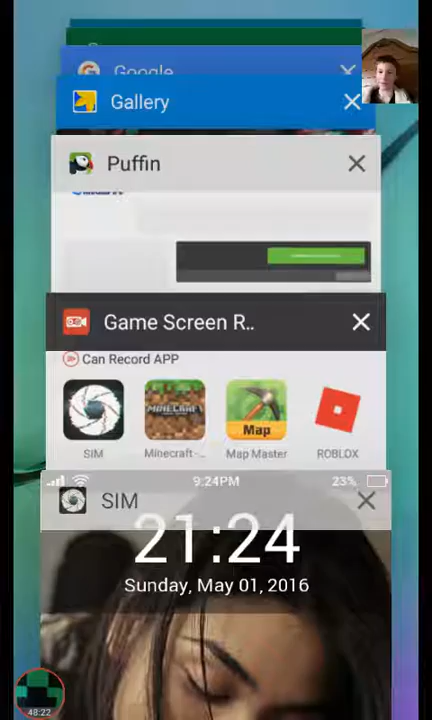 Google
Gallery
Puffin
Game Screen R..
Can Record APP
Map
SIM
Minecraft-...
Map Master
ROBLOX
9:24PM
23%
SIM
21:24
Sunday, May 01, 2016
48:22